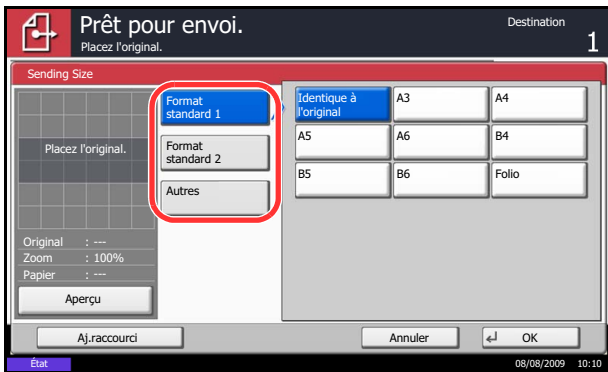 Prêt pour envoi.
Placez l'original.
Destination
1
Sending Size
Placez l'original.
Original : ---
Zoom : 100%
Papier : ---
Aperçu
Format
standard 1
Format
standard 2
Autres
Identique à
l'original
A3
A4
A5
A6
B4
B5
B6
Folio
Aj.raccourci
Annuler
OK
État
08/08/2009 10:10